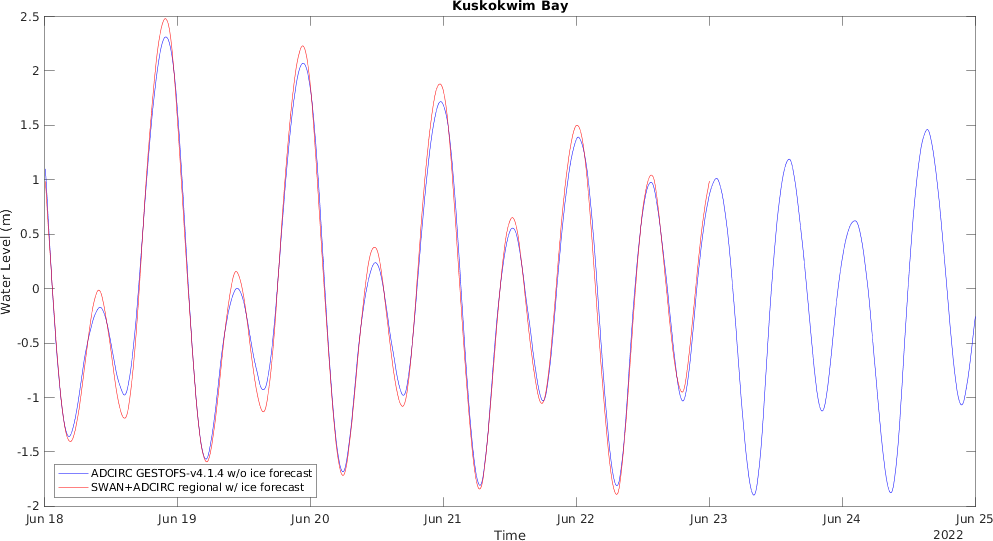 Kuskokwim Bay
2.5
2
1.5
1
0.5
0
-0.5
-1
-1.5
-2
Water Level (m)
ADCIRC GESTOFS-v4.1.4 w/o ice forecast
SWAN+ADCIRC regional w/ ice forecast
Jun 18 Jun 19 Jun 20 Jun 21 Jun 22 Jun 23 Jun 24 Jun 25
Time
2022